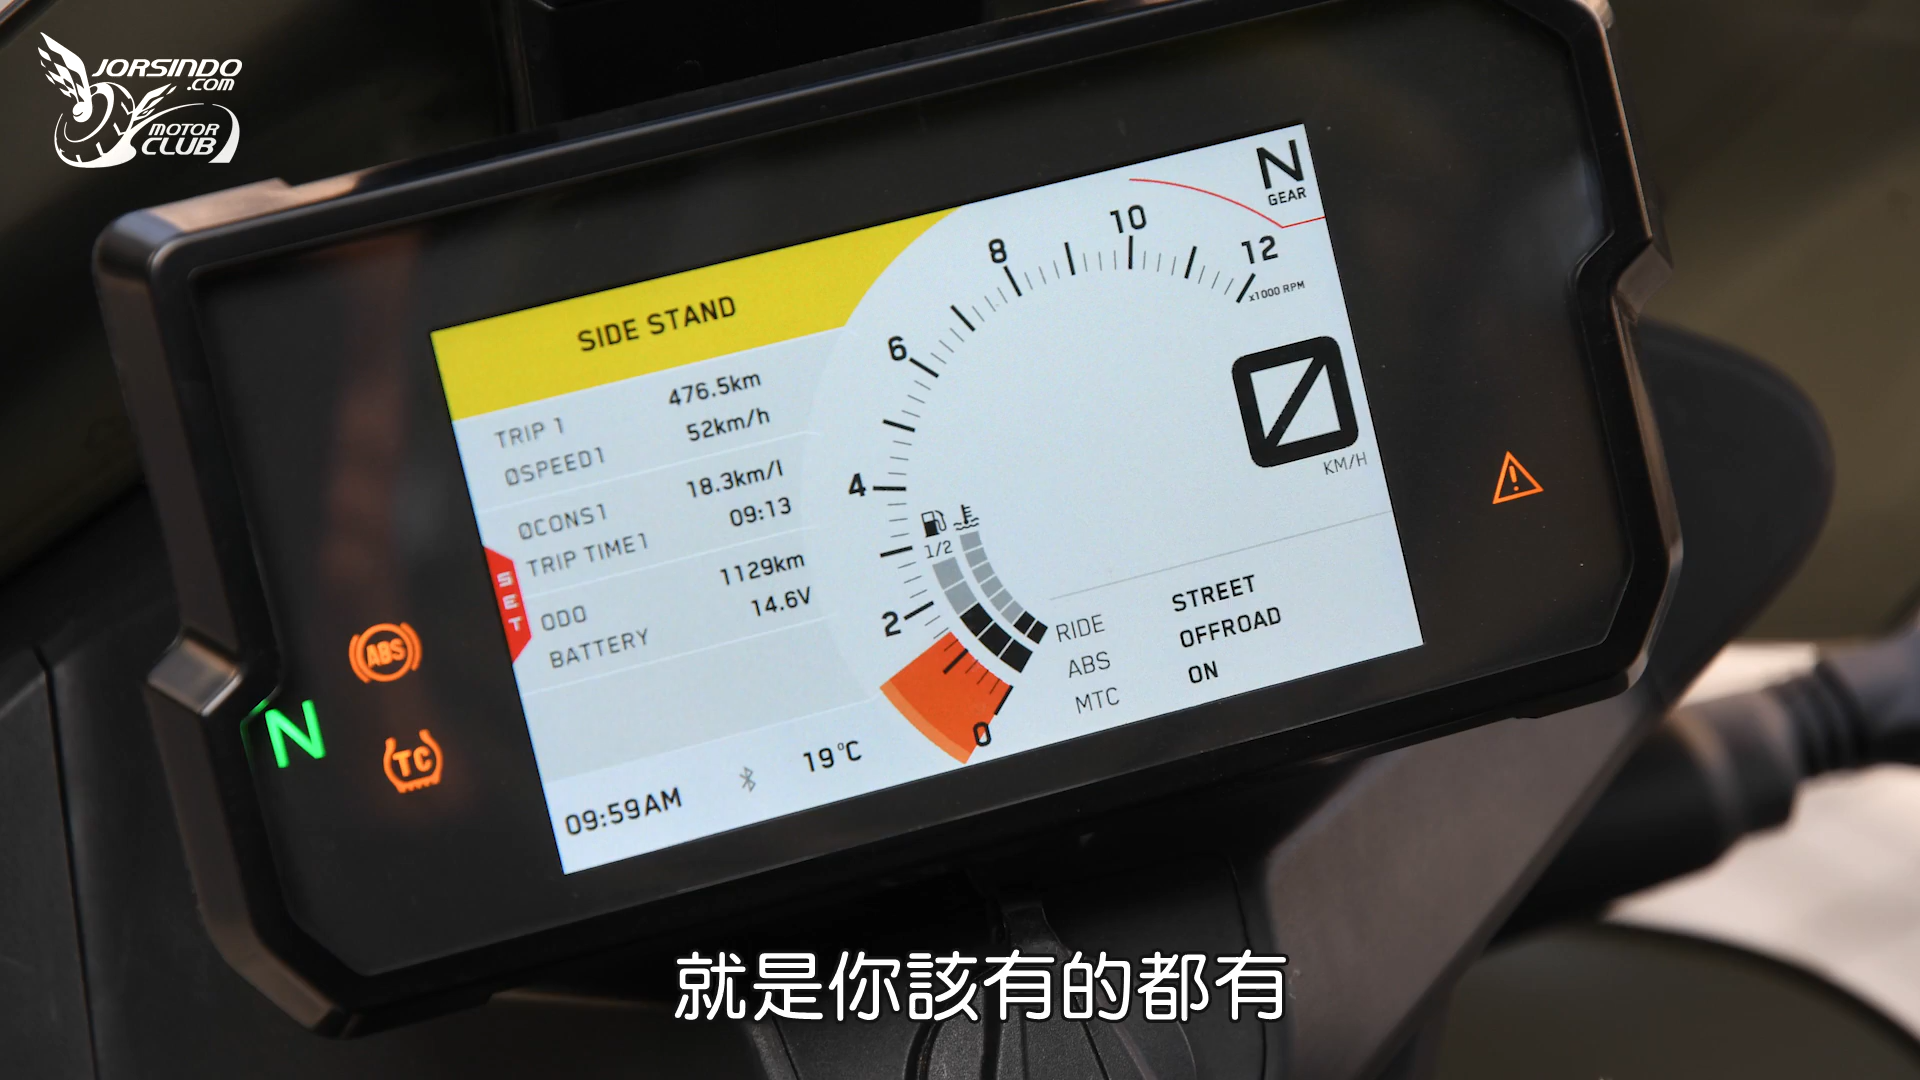 JORSINDO
.COM
MOTOR
CLUB
N
GEAR
SIDE STAND
TRIP 1 476.5km
ØSPEED1 52km/h
ØCONS1 18.3km/l
TRIP TIME1 09:13
ODO 1129km
BATTERY 14.6V
SET
09:59AM
19°C
0
2
4
6
8
10
12
x1000 RPM
1/2
0
KM/H
RIDE STREET
ABS OFFROAD
MTC ON
ABS
N
TC
就是你該有的都有